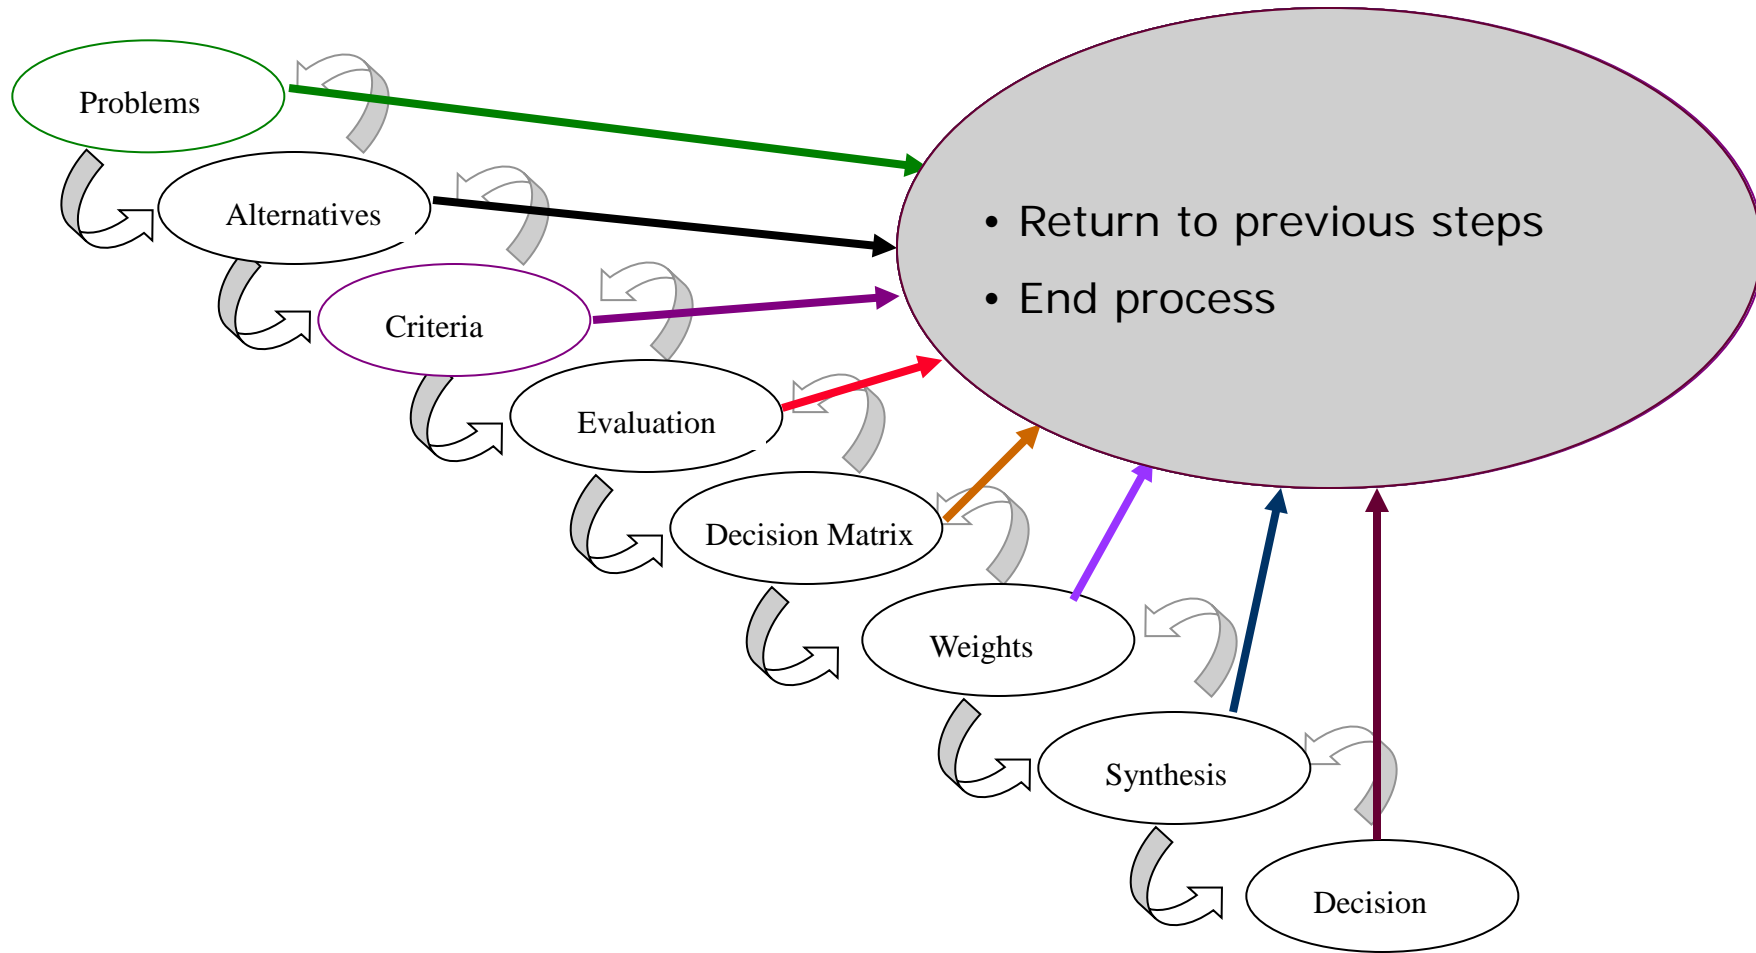 Problems
Alternatives
Criteria
Evaluation
Decision Matrix
Weights
Synthesis
Decision
• Return to previous steps
• End process